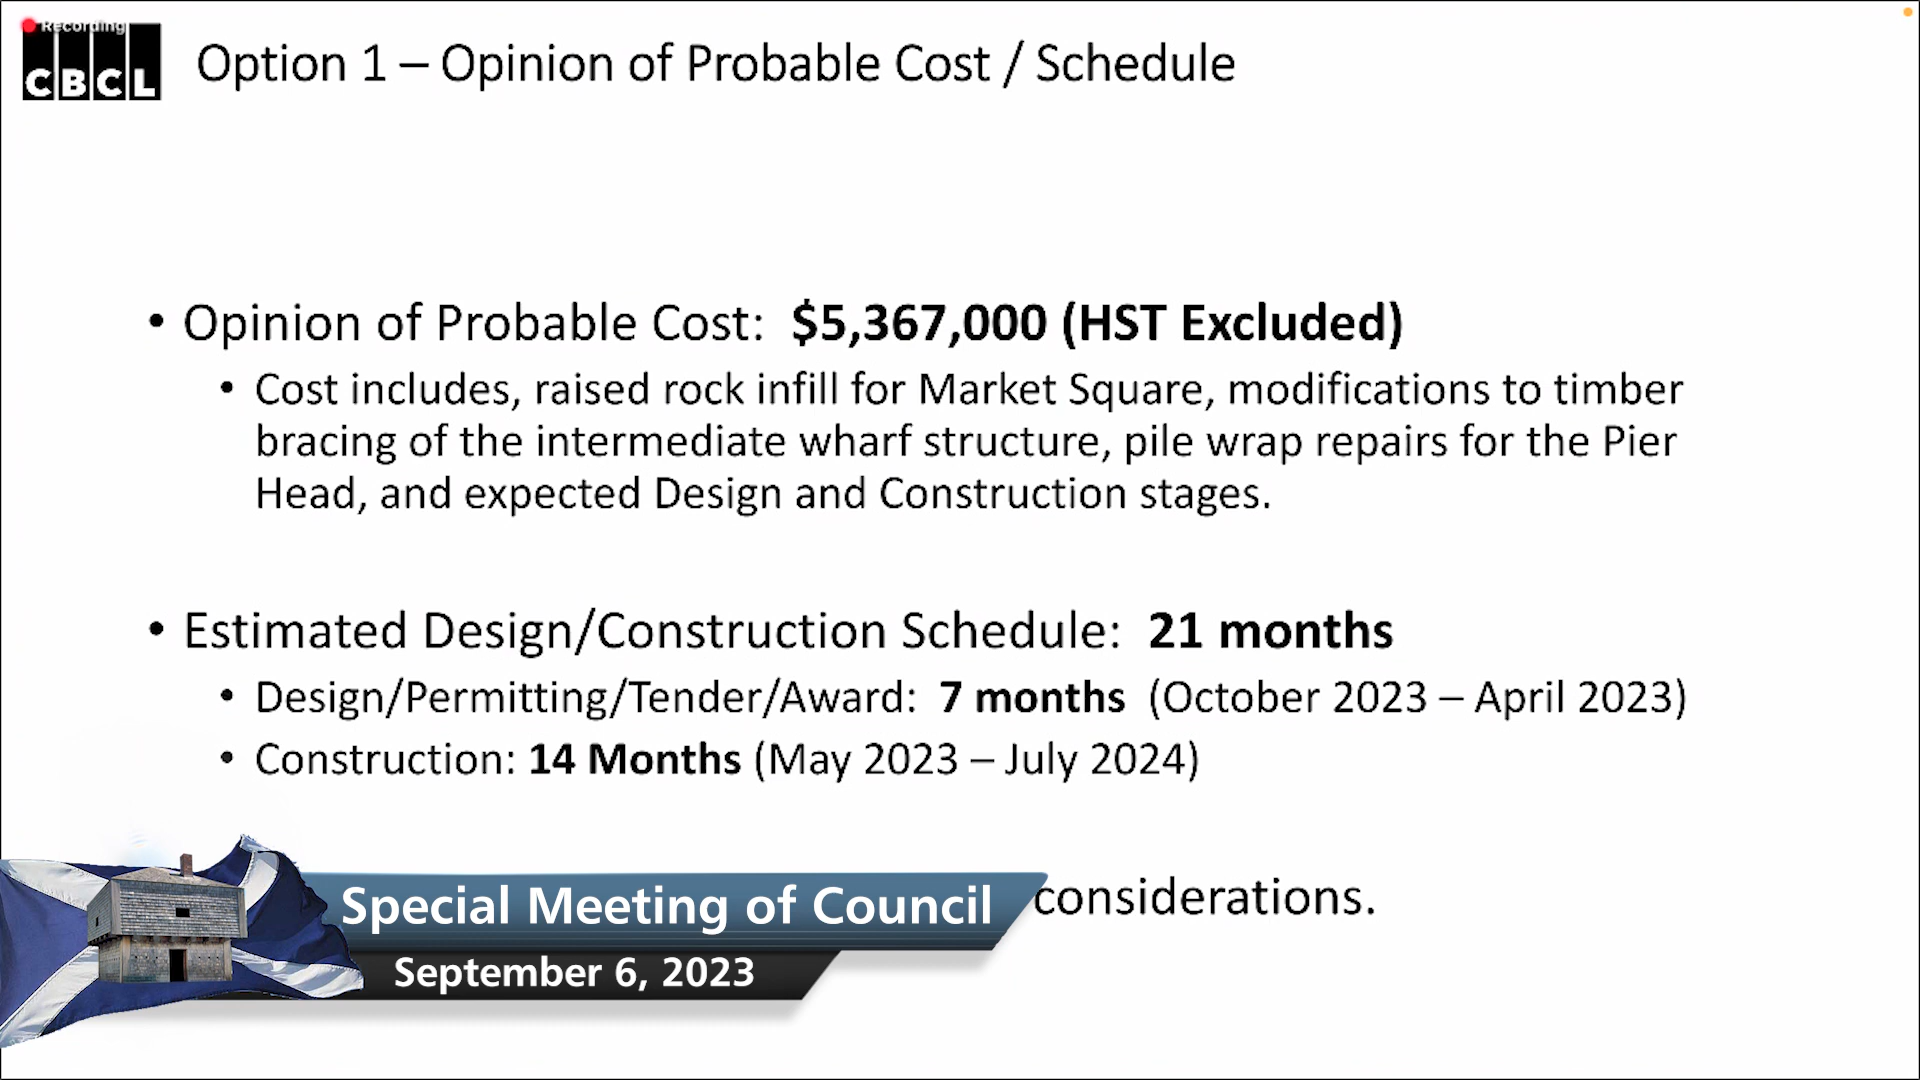 Recording
CBCL
Option 1 – Opinion of Probable Cost / Schedule
• Opinion of Probable Cost: $5,367,000 (HST Excluded)
• Cost includes, raised rock infill for Market Square, modifications to timber
bracing of the intermediate wharf structure, pile wrap repairs for the Pier
Head, and expected Design and Construction stages.
• Estimated Design/Construction Schedule: 21 months
• Design/Permitting/Tender/Award: 7 months (October 2023 – April 2023)
• Construction: 14 Months (May 2023 – July 2024)
considerations.
Special Meeting of Council
September 6, 2023